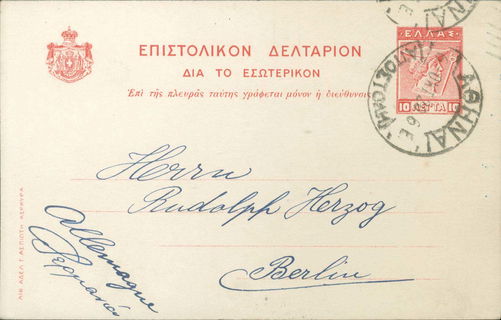 ΕΠΙΣΤΟΛΙΚΟΝ ΔΕΛΤΑΡΙΟΝ
ΔΙΑ ΤΟ ΕΣΩΤΕΡΙΚΟΝ
Ἐπὶ τῆς πλευρᾶς ταύτης γράφεται μόνον ἡ διεύθυνσις
ΕΛΛΑΣ
10 ΛΕΠΤΑ 10
ΑΘΗΝΑΙ
Herrn
Rudolph Herzog
Berlin
Allemagne
Γερμανία